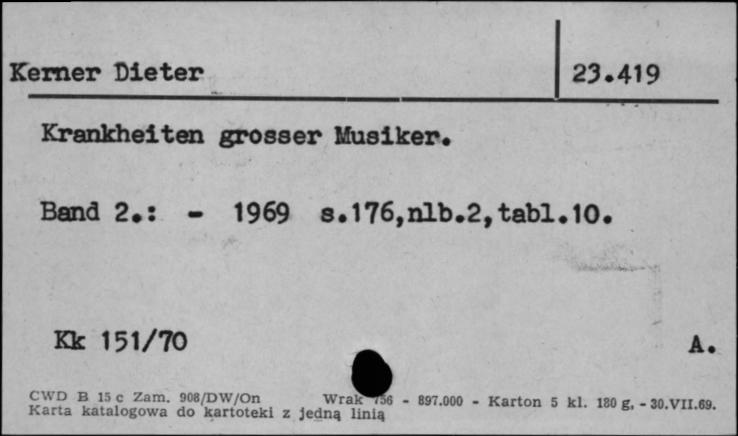 Kerner Dieter 23.419
Krankheiten grosser Musiker.
Band 2.: - 1969 s.176,nlb.2,tabl.10.
Kk 151/70 A.
CWD B 15 c Zam. 908/DW/On Wrak 756 - 897.000 - Karton 5 kl. 180 g, - 30.VII.69.
Karta katalogowa do kartoteki z jedną linią